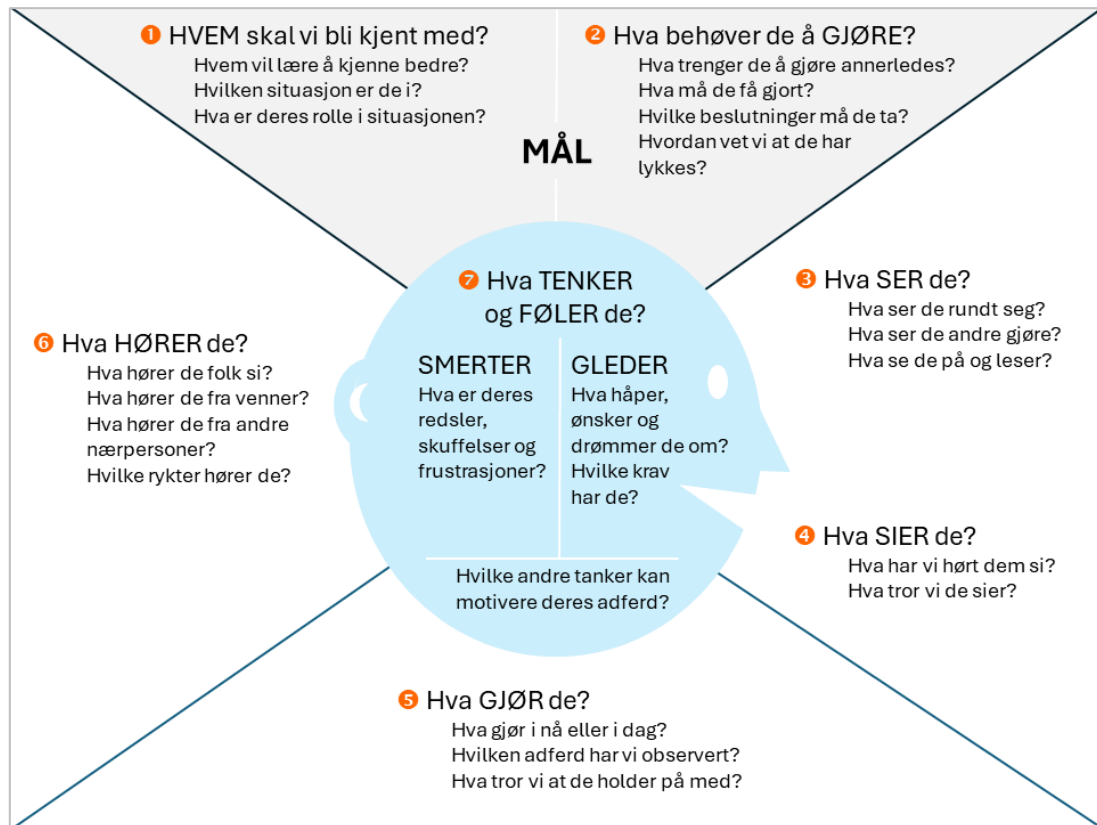 ❶ HVEM skal vi bli kjent med?
Hvem vil lære å kjenne bedre?
Hvilken situasjon er de i?
Hva er deres rolle i situasjonen?
❷ Hva behøver de å GJØRE?
Hva trenger de å gjøre annerledes?
Hva må de få gjort?
Hvilke beslutninger må de ta?
Hvordan vet vi at de har
lykkes?
MÅL
❸ Hva SER de?
Hva ser de rundt seg?
Hva ser de andre gjøre?
Hva se de på og leser?
❹ Hva SIER de?
Hva har vi hørt dem si?
Hva tror vi de sier?
❺ Hva GJØR de?
Hva gjør i nå eller i dag?
Hvilken adferd har vi observert?
Hva tror vi at de holder på med?
❻ Hva HØRER de?
Hva hører de folk si?
Hva hører de fra venner?
Hva hører de fra andre
nærpersoner?
Hvilke rykter hører de?
❼ Hva TENKER
og FØLER de?
SMERTER
Hva er deres
redsler,
skuffelser og
frustrasjoner?
GLEDER
Hva håper,
ønsker og
drømmer de om?
Hvilke krav
har de?
Hvilke andre tanker kan
motivere deres adferd?